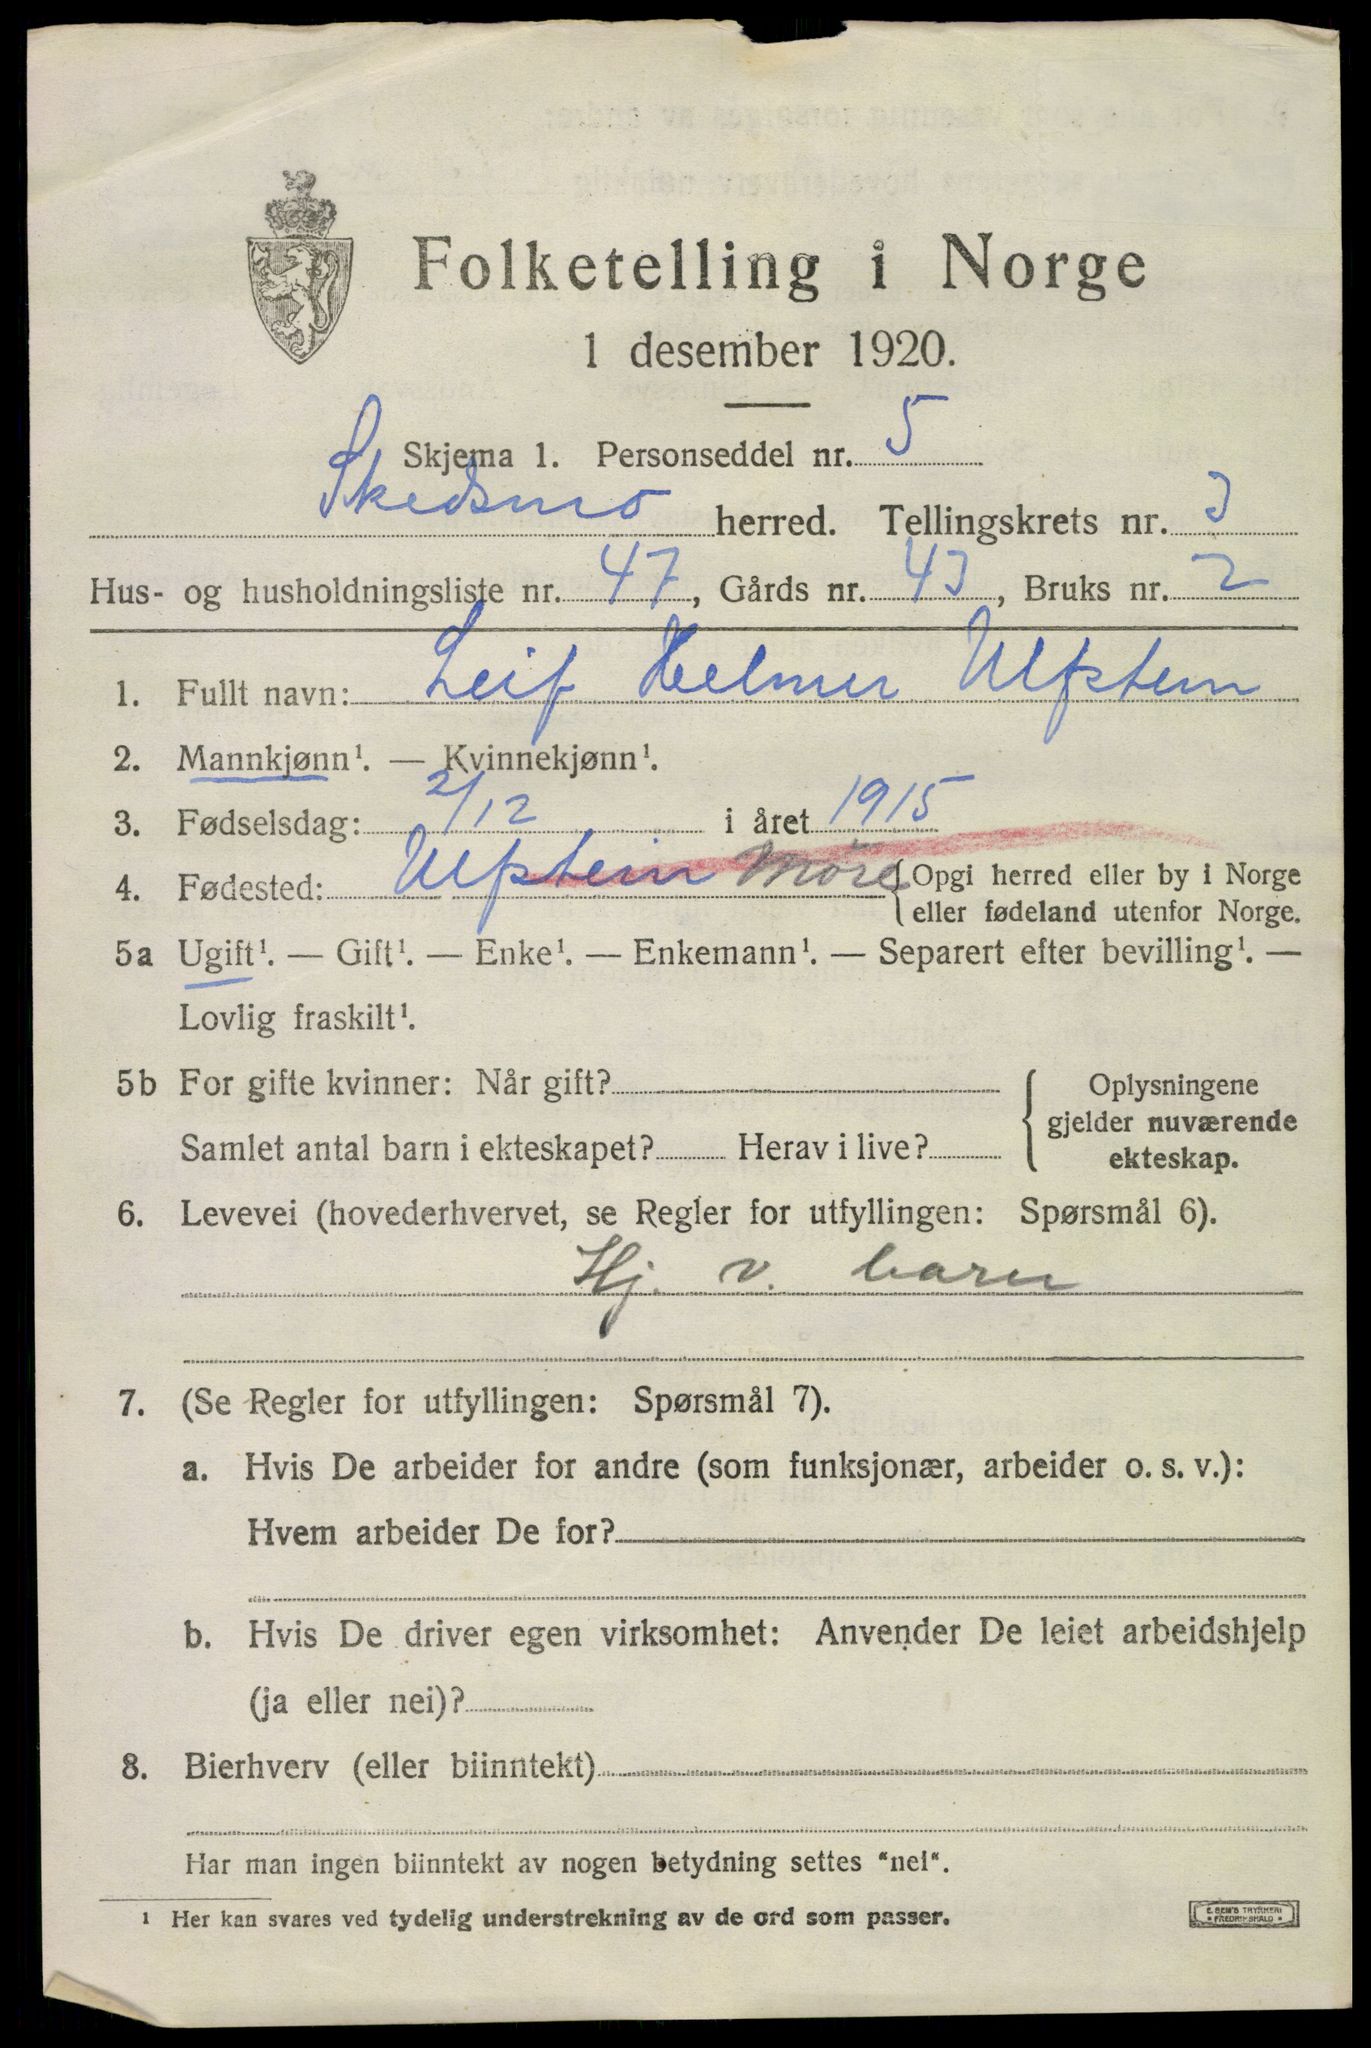 Folketelling i Norge
1 desember 1920.
Skjema 1. Personseddel nr. 5
Skedsmo herred. Tellingskrets nr. 3
Hus- og husholdningsliste nr. 47, Gårds nr. 43, Bruks nr. 2
1. Fullt navn: Leif Helmer Ulfstein
2. Mannkjønn¹. — Kvinnekjønn¹.
3. Fødselsdag: 2/12 i året 1915
4. Fødested: Ulfstein Möre {Opgi herred eller by i Norge
eller fødeland utenfor Norge.
5a Ugift¹. — Gift¹. — Enke¹. — Enkemann¹. — Separert efter bevilling¹. —
Lovlig fraskilt¹.
5b For gifte kvinner: Når gift?
Samlet antal barn i ekteskapet? Herav i live?
{ Oplysningene
gjelder nuværende
ekteskap.
6. Levevei (hovederhvervet, se Regler for utfyllingen: Spørsmål 6).
Hj. v. barn
7. (Se Regler for utfyllingen: Spørsmål 7).
a. Hvis De arbeider for andre (som funksjonær, arbeider o. s. v.):
Hvem arbeider De for?
b. Hvis De driver egen virksomhet: Anvender De leiet arbeidshjelp
(ja eller nei)?
8. Bierhverv (eller biinntekt)
Har man ingen biinntekt av nogen betydning settes "nei".
¹ Her kan svares ved tydelig understrekning av de ord som passer.
E. SEM'S TRYKKERI
• FREDRIKSHALD •